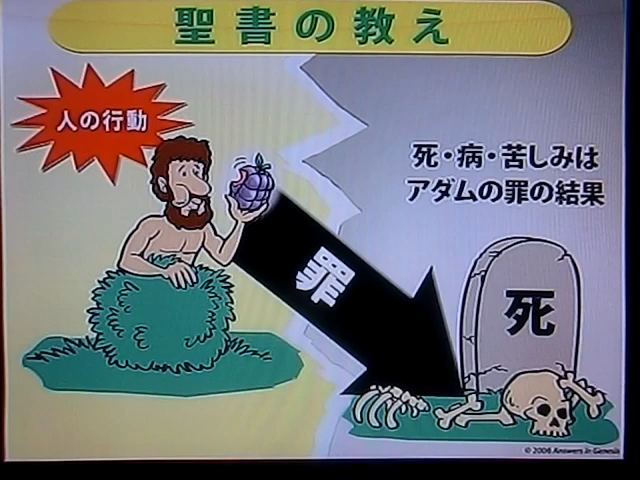 聖書の教え
人の行動
死・病・苦しみは
アダムの罪の結果
罪
死
© 2006 Answers in Genesis